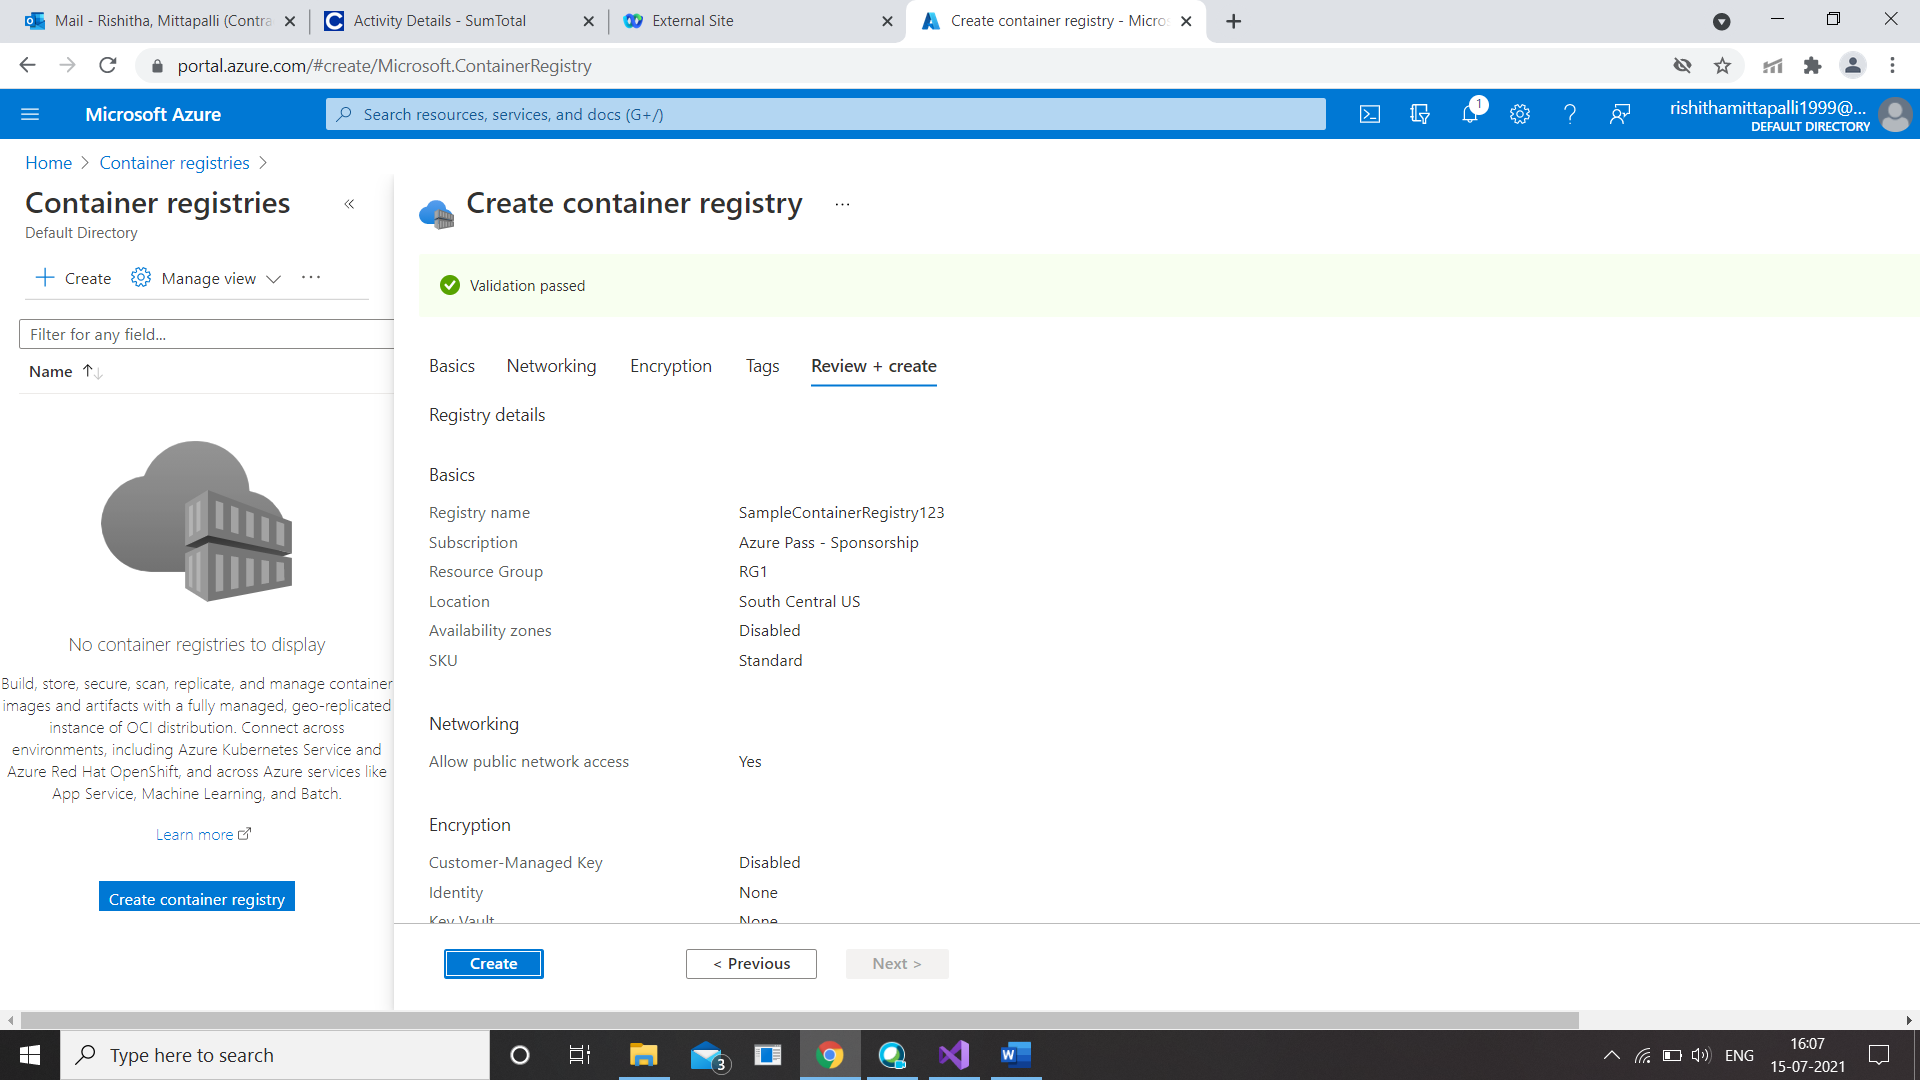 Mail - Rishitha, Mittapalli (Contra
Activity Details - SumTotal
External Site
Create container registry - Micros
portal.azure.com/#create/Microsoft.ContainerRegistry
Microsoft Azure
Search resources, services, and docs (G+/)
1
rishithamittapalli1999@...
DEFAULT DIRECTORY
Home > Container registries >
Container registries «
Default Directory
Create Manage view ...
Filter for any field...
Name
No container registries to display
Build, store, secure, scan, replicate, and manage container
images and artifacts with a fully managed, geo-replicated
instance of OCI distribution. Connect across
environments, including Azure Kubernetes Service and
Azure Red Hat OpenShift, and across Azure services like
App Service, Machine Learning, and Batch.
Learn more
Create container registry
Create container registry ...
Validation passed
Basics Networking Encryption Tags Review + create
Registry details
Basics
Registry name SampleContainerRegistry123
Subscription Azure Pass - Sponsorship
Resource Group RG1
Location South Central US
Availability zones Disabled
SKU Standard
Networking
Allow public network access Yes
Encryption
Customer-Managed Key Disabled
Identity None
Key Vault None
Create < Previous Next >
Type here to search
3
ENG
16:07
15-07-2021